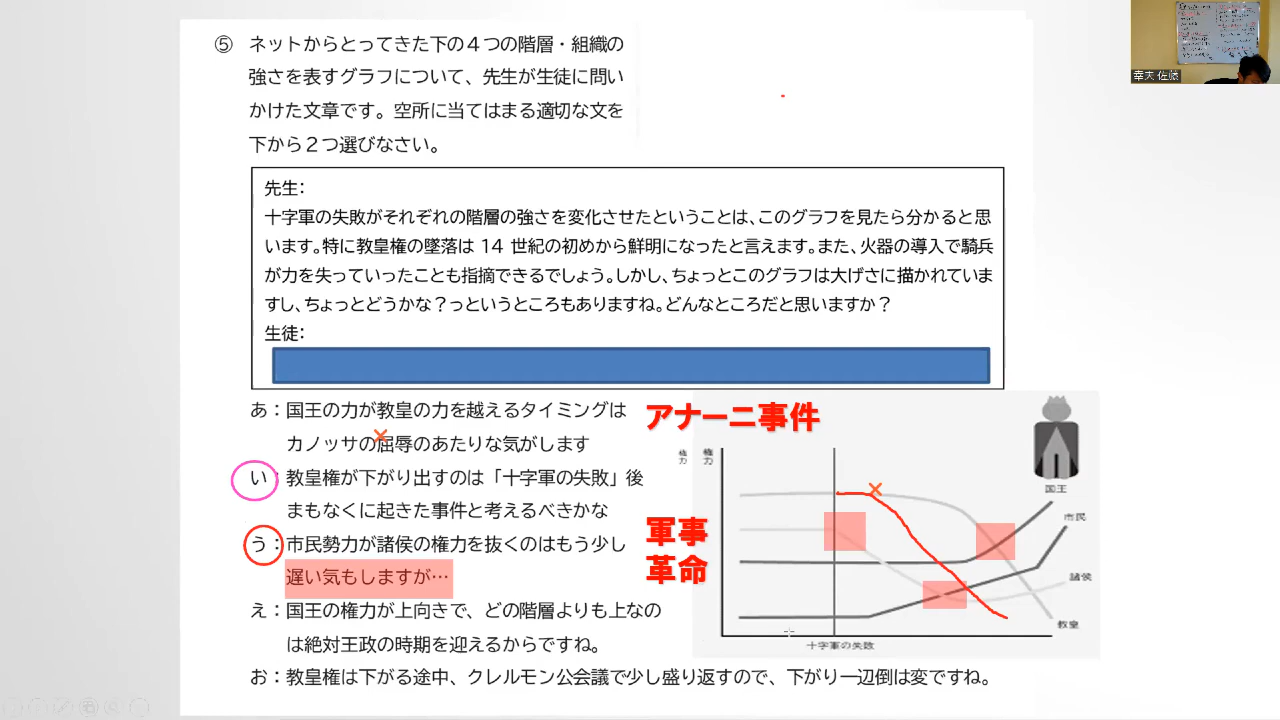 ⑤ ネットからとってきた下の４つの階層・組織の
強さを表すグラフについて、先生が生徒に問い
かけた文章です。空所に当てはまる適切な文を
下から２つ選びなさい。
幸夫 佐藤
先生：
十字軍の失敗がそれぞれの階層の強さを変化させたということは、このグラフを見たら分かると思
います。特に教皇権の墜落は 14 世紀の初めから鮮明になったと言えます。また、火器の導入で騎兵
が力を失っていったことも指摘できるでしょう。しかし、ちょっとこのグラフは大げさに描かれていま
すし、ちょっとどうかな？っというところもありますね。どんなところだと思いますか？
生徒：
あ：国王の力が教皇の力を越えるタイミングは
カノッサの屈辱のあたりな気がします
い：教皇権が下がり出すのは「十字軍の失敗」後
まもなくに起きた事件と考えるべきかな
う：市民勢力が諸侯の権力を抜くのはもう少し
遅い気もしますが…
え：国王の権力が上向きで、どの階層よりも上なの
は絶対王政の時期を迎えるからですね。
お：教皇権は下がる途中、クレルモン公会議で少し盛り返すので、下がり一辺倒は変ですね。
アナーニ事件
軍事
革命
権力
権力
国王
市民
諸侯
教皇
十字軍の失敗